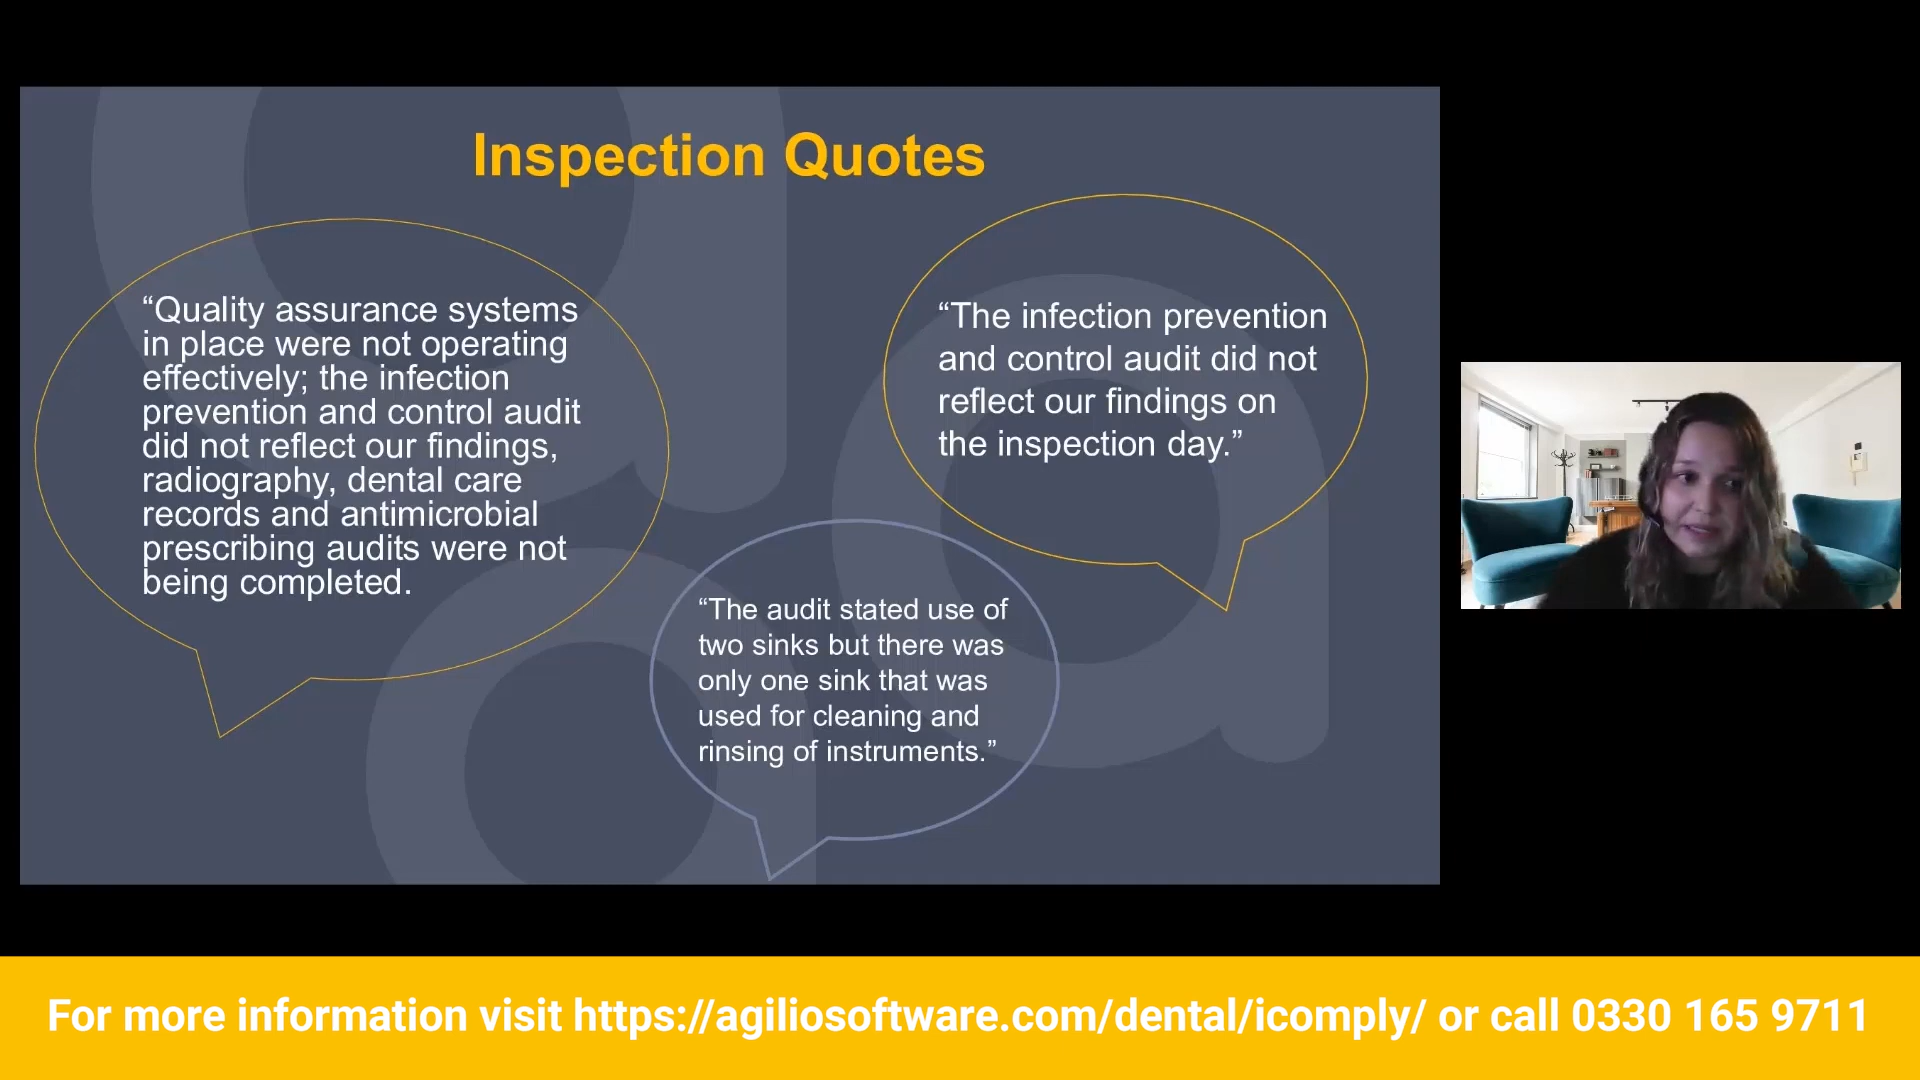 Inspection Quotes
“Quality assurance systems
in place were not operating
effectively; the infection
prevention and control audit
did not reflect our findings,
radiography, dental care
records and antimicrobial
prescribing audits were not
being completed.
“The infection prevention
and control audit did not
reflect our findings on
the inspection day.”
“The audit stated use of
two sinks but there was
only one sink that was
used for cleaning and
rinsing of instruments.”
For more information visit https://agiliosoftware.com/dental/icomply/ or call 0330 165 9711